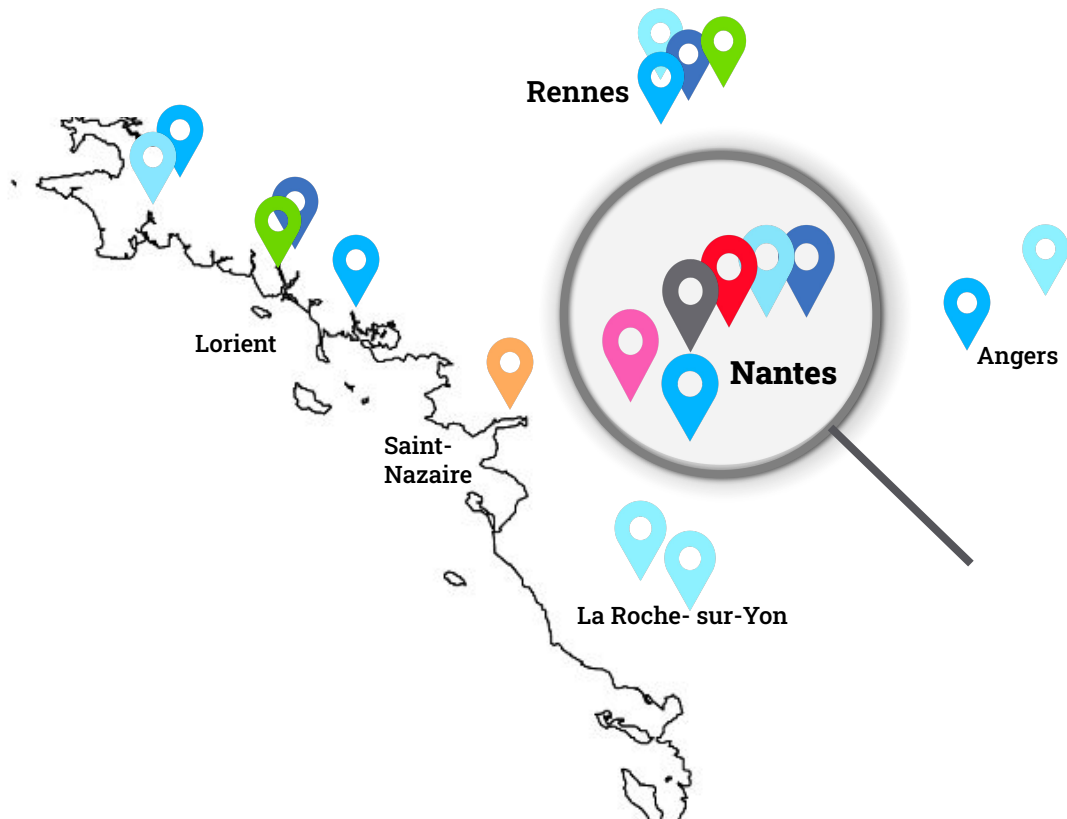 Rennes
Lorient
Angers
Nantes
Saint-
Nazaire
La Roche- sur-Yon